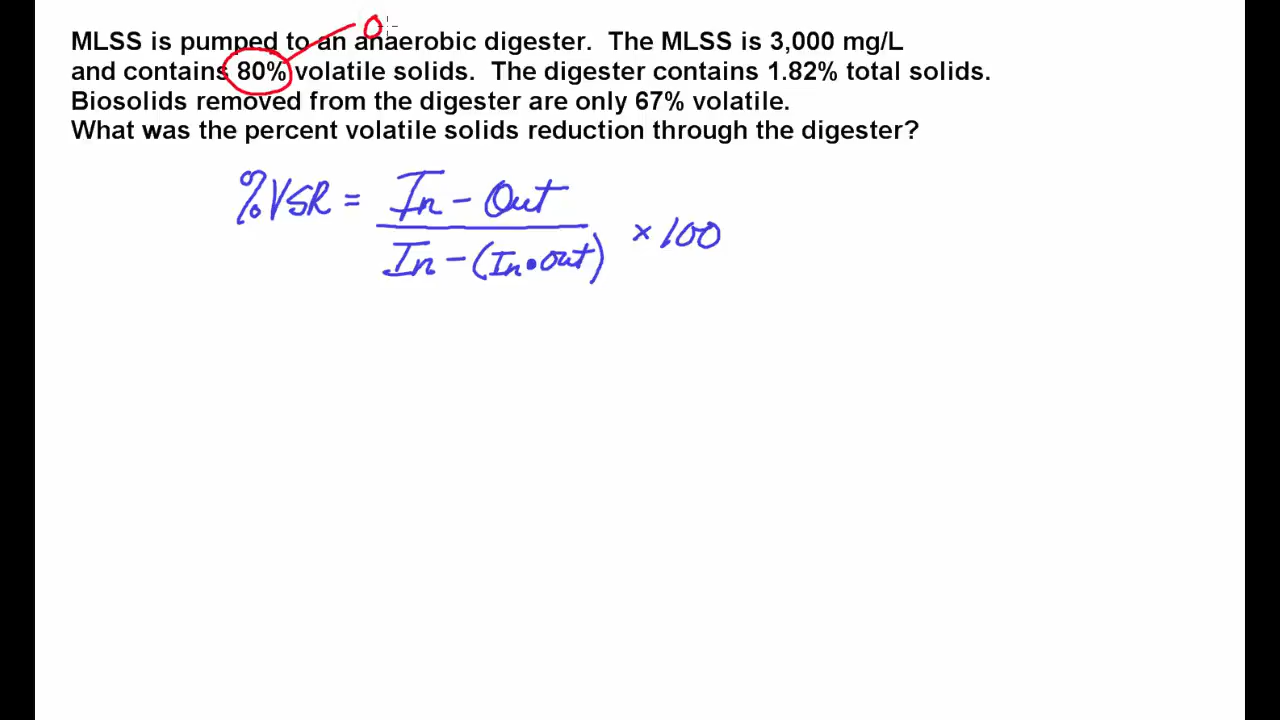 0
MLSS is pumped to an anaerobic digester. The MLSS is 3,000 mg/L
and contains 80% volatile solids. The digester contains 1.82% total solids.
Biosolids removed from the digester are only 67% volatile.
What was the percent volatile solids reduction through the digester?
%VSR = In - Out
In - (In • out) × 100